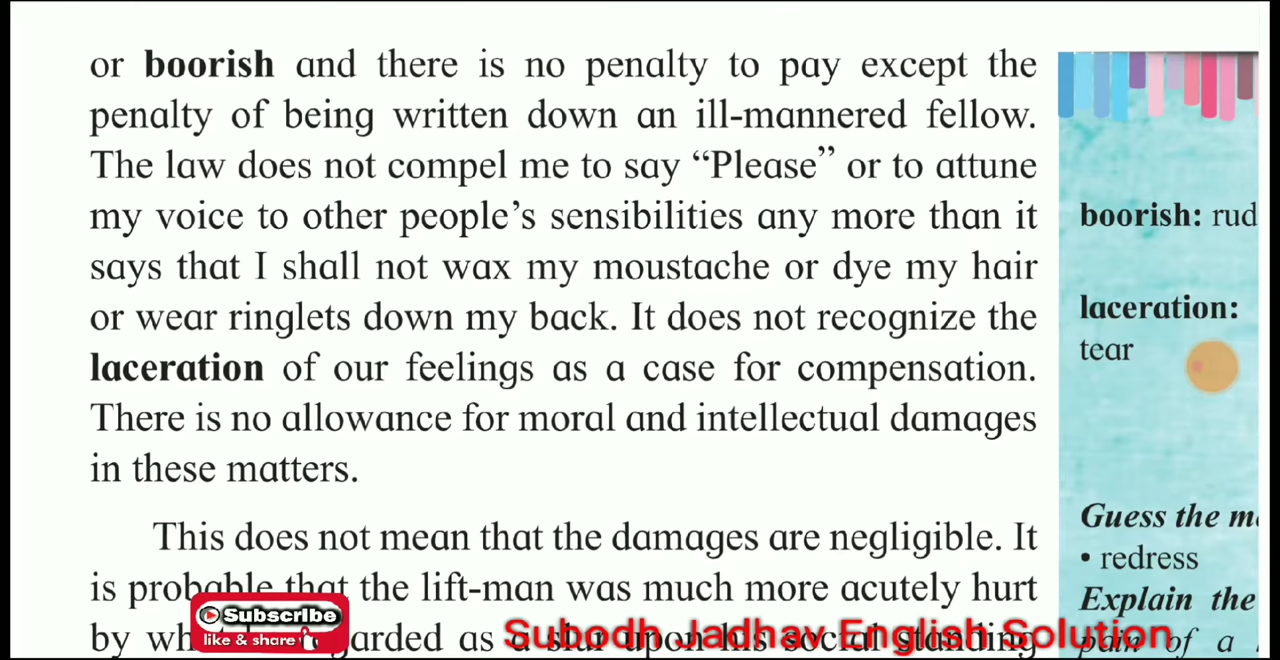 or boorish and there is no penalty to pay except the
penalty of being written down an ill-mannered fellow.
The law does not compel me to say “Please” or to attune
my voice to other people’s sensibilities any more than it
says that I shall not wax my moustache or dye my hair
or wear ringlets down my back. It does not recognize the
laceration of our feelings as a case for compensation.
There is no allowance for moral and intellectual damages
in these matters.
This does not mean that the damages are negligible. It
is probable that the lift-man was much more acutely hurt
by as a slur upon his social standing
boorish:
laceration:
tear
Guess the
• redress
Explain the
pain of a
Subscribe
like & share
Subodh Jadhav English Solution